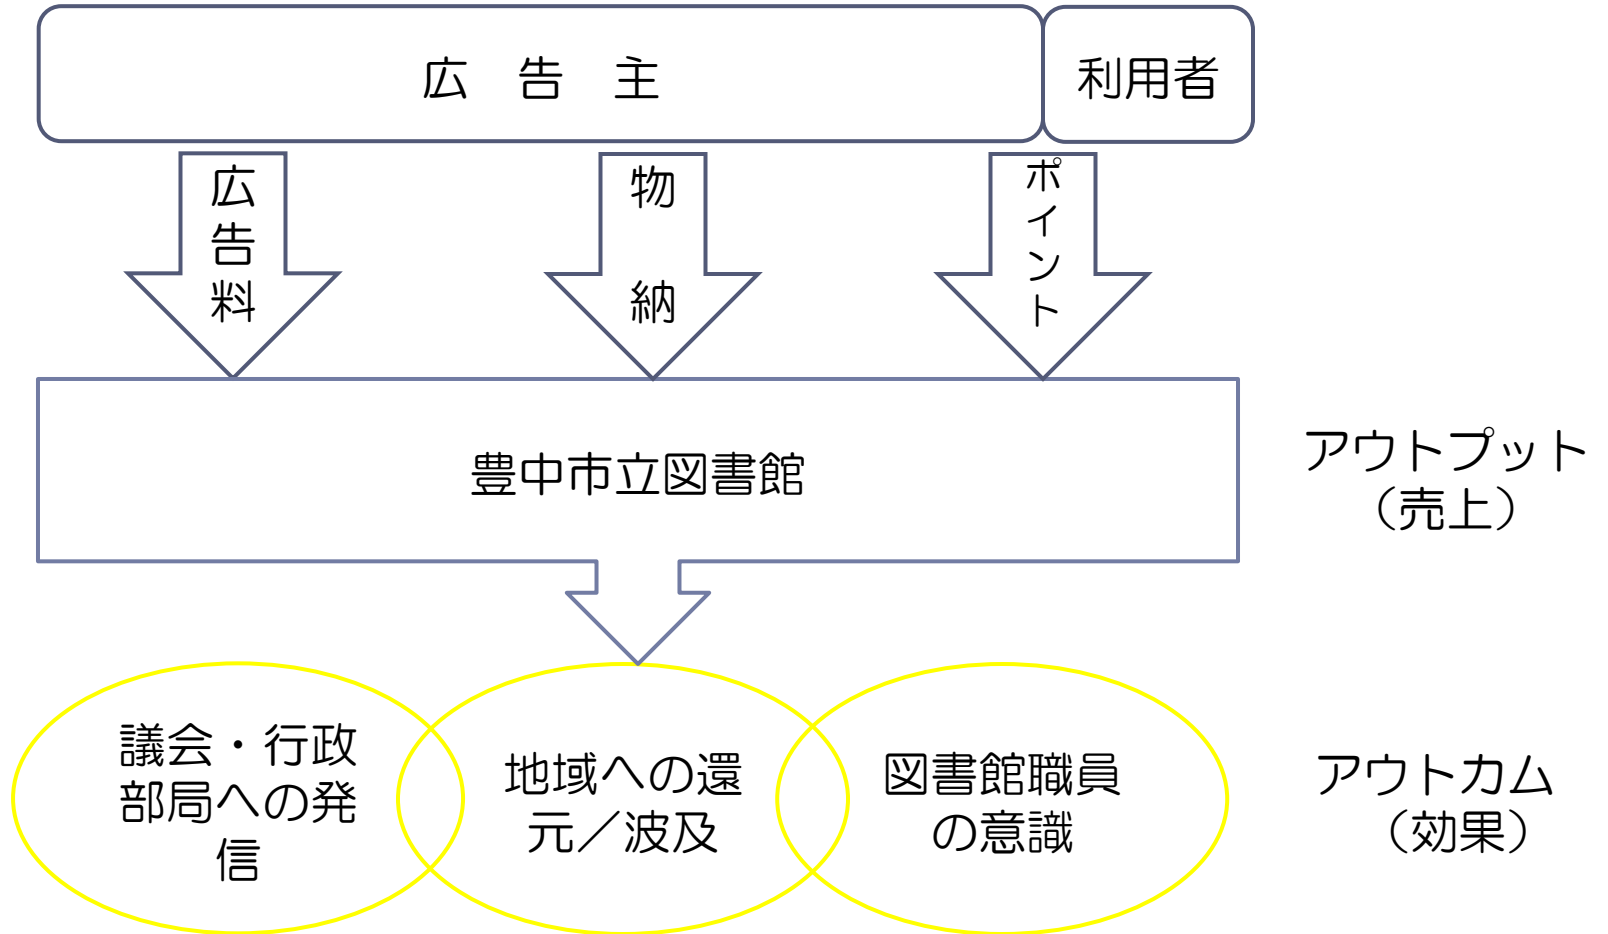 広　告　主
利用者
広告料
物　納
ポイント
豊中市立図書館
アウトプット
（売上）
議会・行政
部局への発
信
地域への還
元／波及
図書館職員
の意識
アウトカム
（効果）